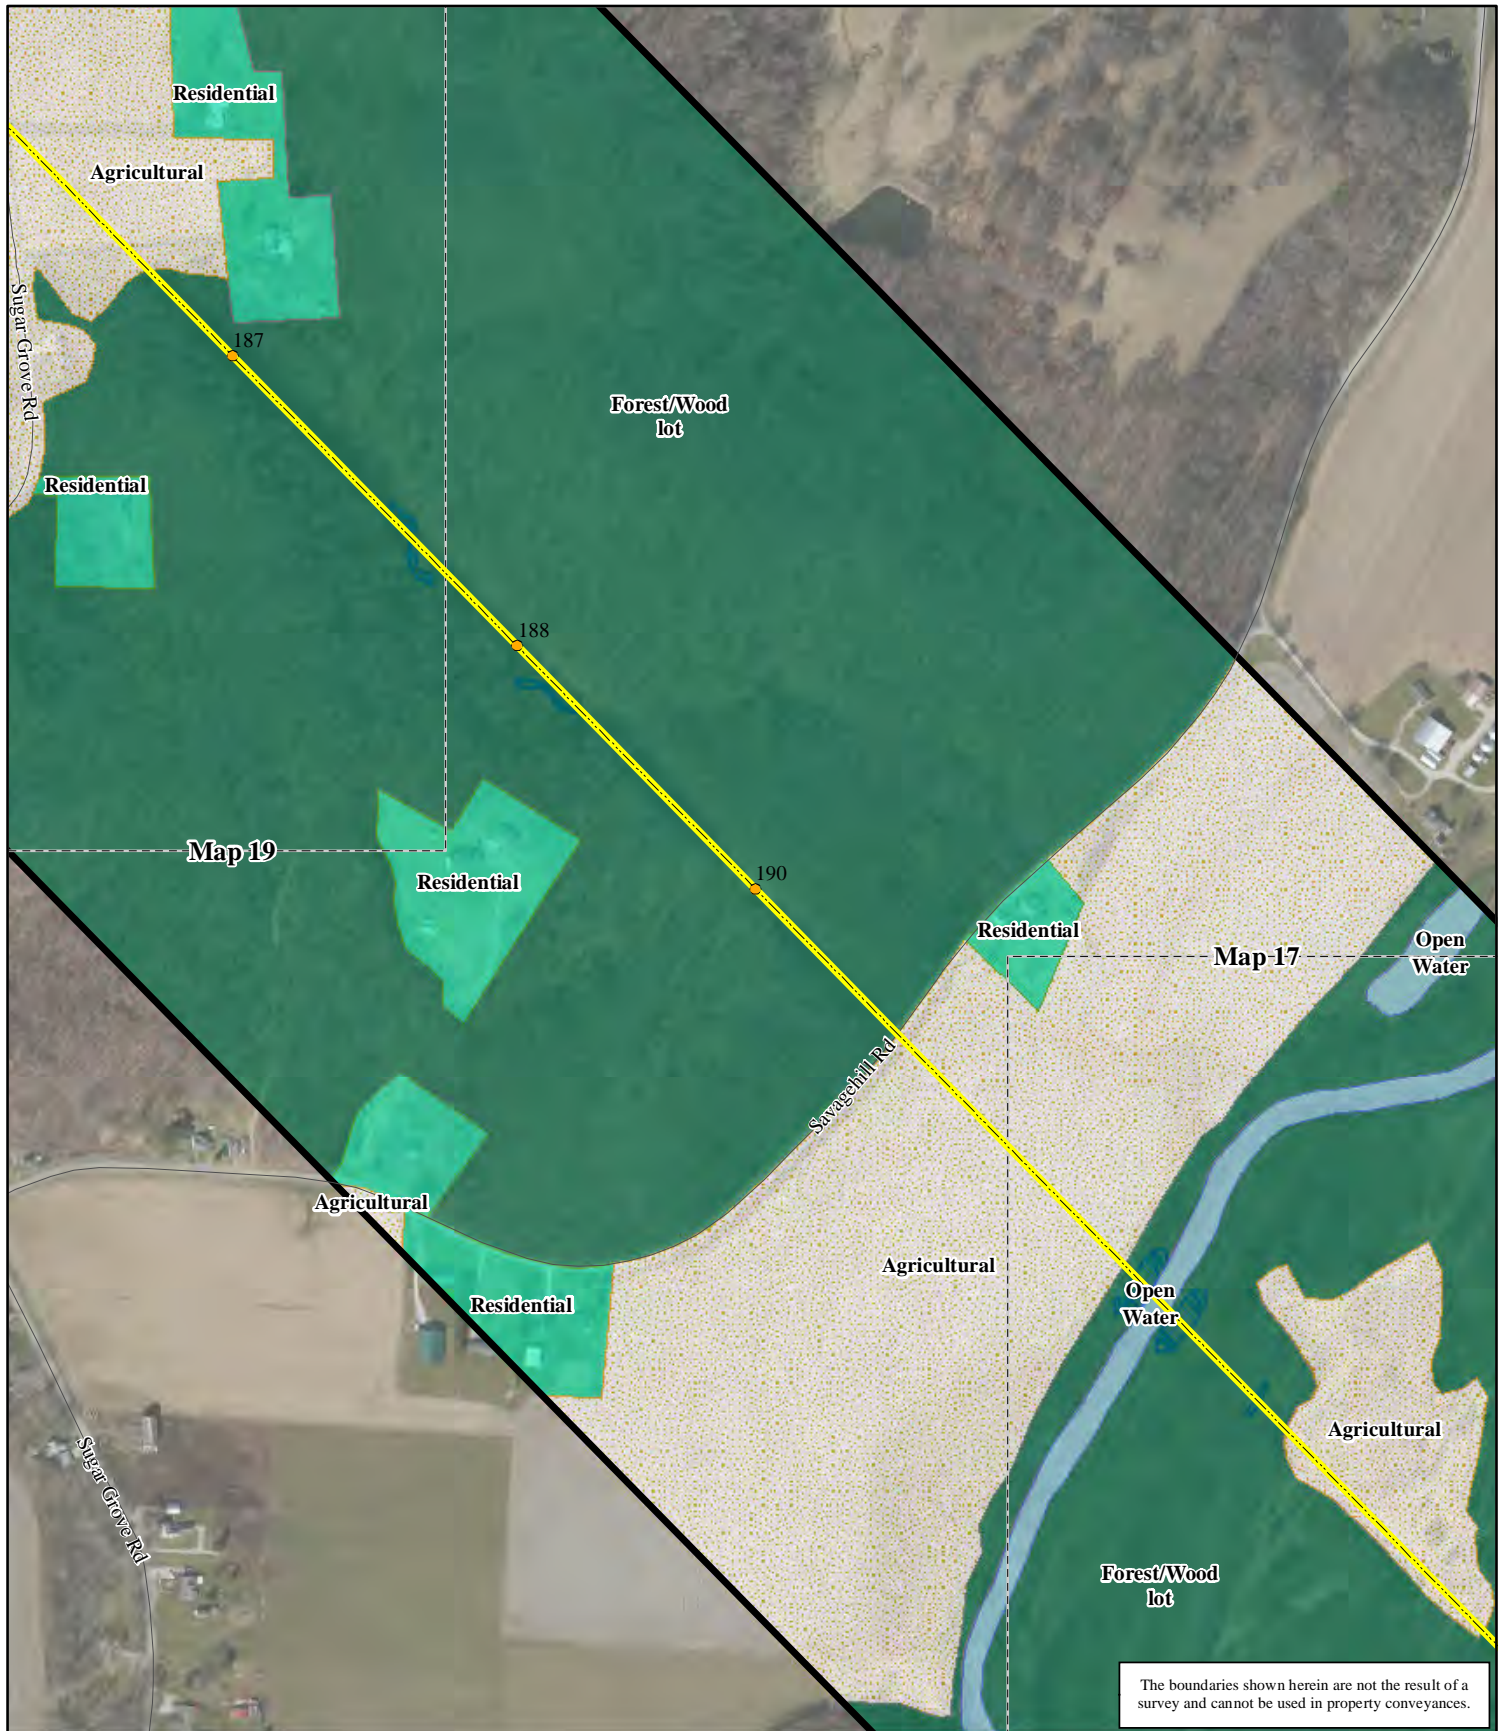 Residential
Agricultural
Sugar Grove Rd
187
Forest/Wood
lot
Residential
188
Map 19
Residential
190
Residential
Map 17
Open
Water
Savagehill Rd
Agricultural
Agricultural
Residential
Open
Water
Agricultural
Sugar Grove Rd
Forest/Wood
lot
The boundaries shown herein are not the result of a
survey and cannot be used in property conveyances.